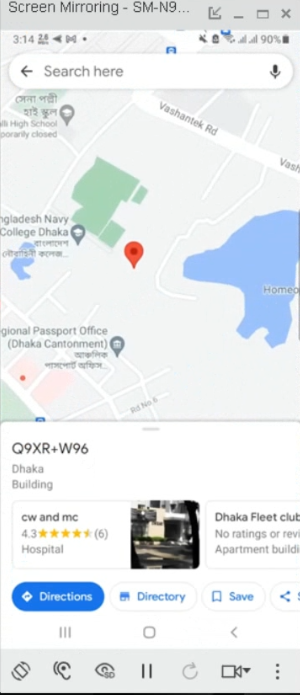 Screen Mirroring - SM-N9...
3:14
90%
Search here
সেনা পল্লী
হাই স্কুল
lli High School
porarily closed
Vashantek Rd
Vash
ngladesh Navy
College Dhaka
বাংলাদেশ
নৌবাহিনী কলেজ...
Homeo
gional Passport Office
(Dhaka Cantonment)
আঞ্চলিক
পাসপোর্ট অফিস...
Rd No.6
Q9XR+W96
Dhaka
Building
cw and mc
4.3 (6)
Hospital
Dhaka Fleet club
No ratings or revi
Apartment buildi
Directions
Directory
Save
S